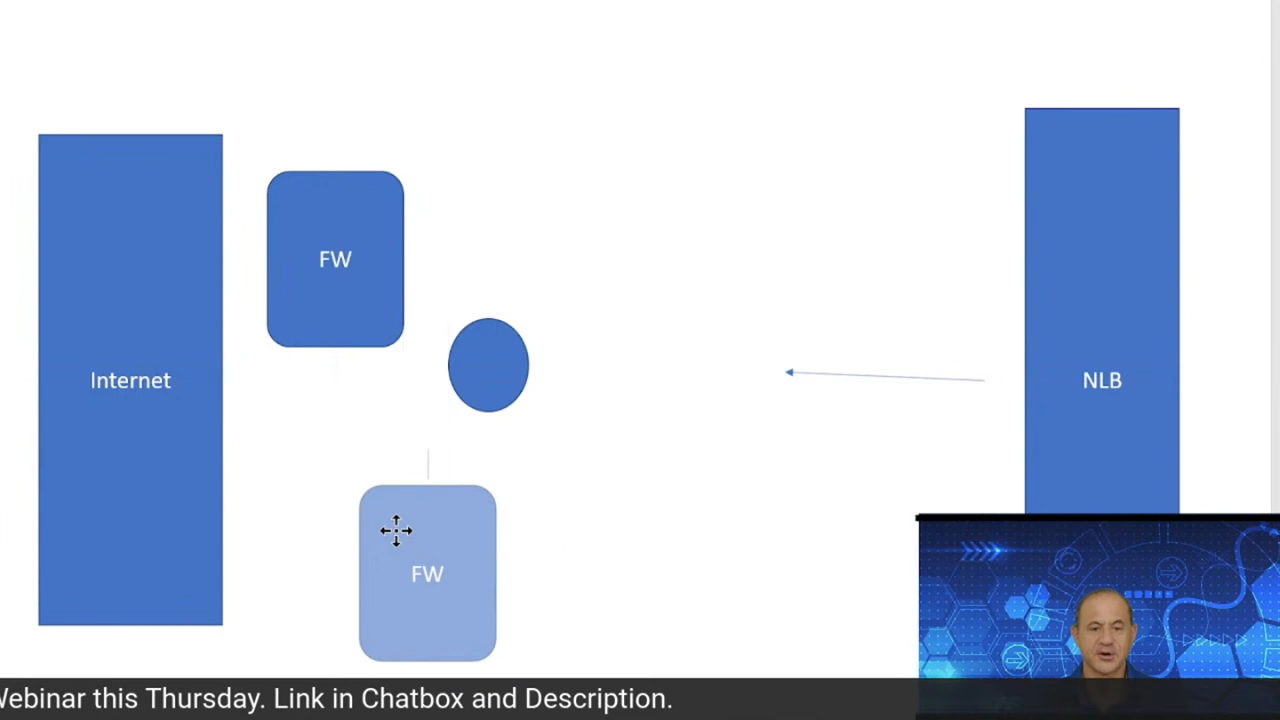 FW
Internet
NLB
FW
Webinar this Thursday. Link in Chatbox and Description.